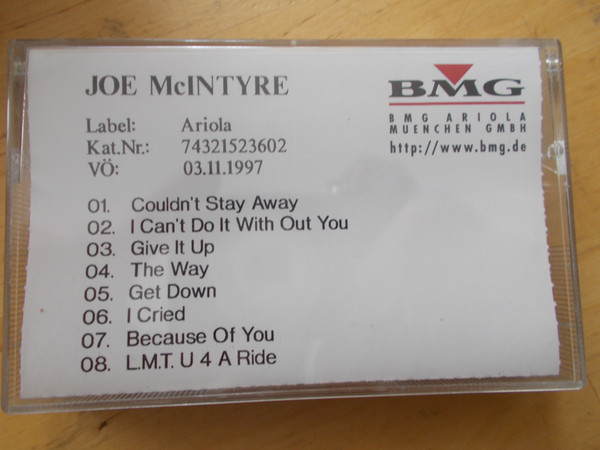 JOE McINTYRE
Label: Ariola
Kat.Nr.: 74321523602
VÖ: 03.11.1997
BMG
BMG ARIOLA
MUENCHEN GMBH
http://www.bmg.de
01. Couldn't Stay Away
02. I Can't Do It With Out You
03. Give It Up
04. The Way
05. Get Down
06. I Cried
07. Because Of You
08. L.M.T. U 4 A Ride